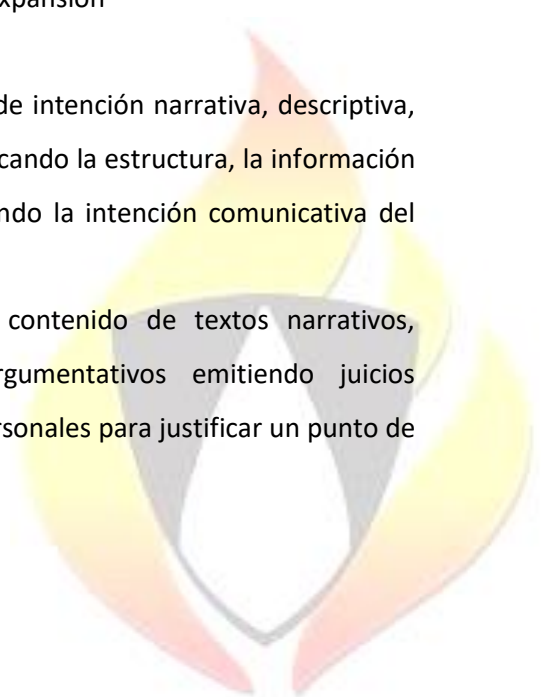 de intención narrativa, descriptiva,
cando la estructura, la información
ndo la intención comunicativa del
contenido de textos narrativos,
rgumentativos emitiendo juicios
rsonales para justificar un punto de